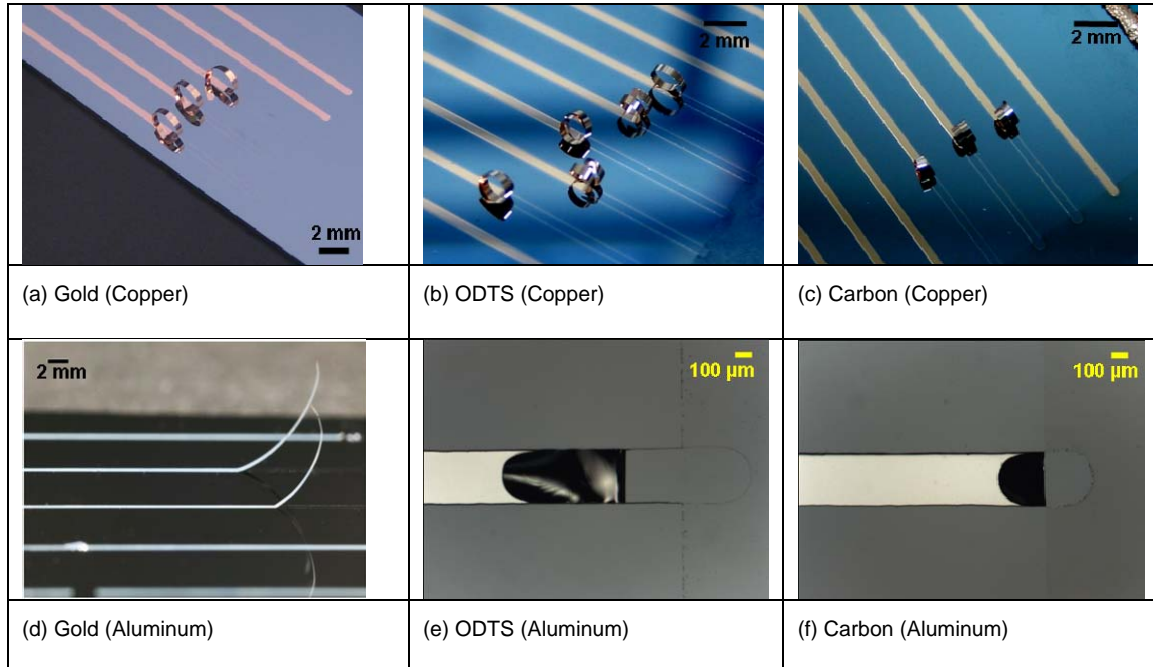 2 mm
2 mm
2 mm
(a) Gold (Copper)
(b) ODTS (Copper)
(c) Carbon (Copper)
2 mm
100 µm
100 µm
(d) Gold (Aluminum)
(e) ODTS (Aluminum)
(f) Carbon (Aluminum)